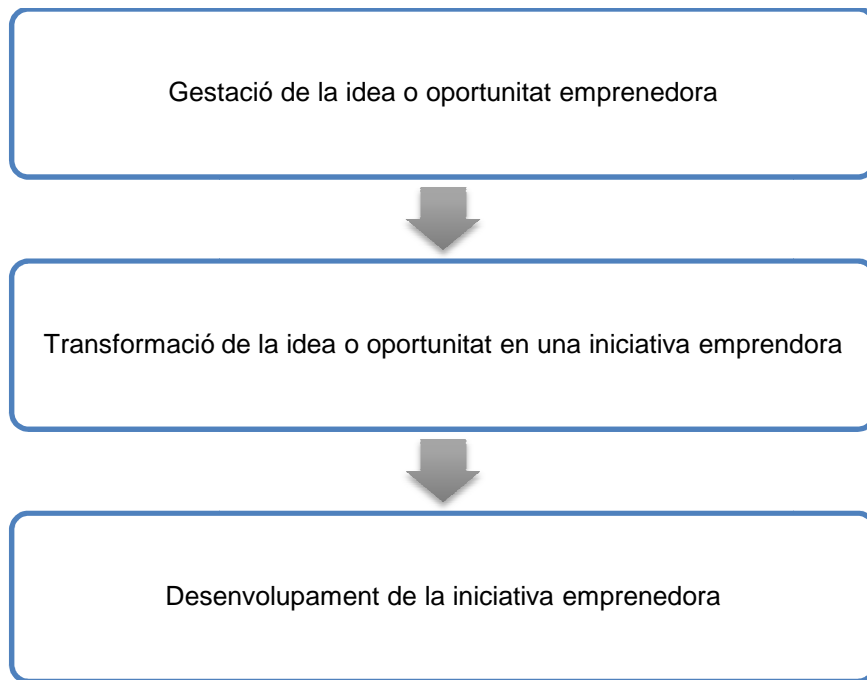 Gestació de la idea o oportunitat emprenedora
Transformació de la idea o oportunitat en una iniciativa emprendora
Desenvolupament de la iniciativa emprenedora